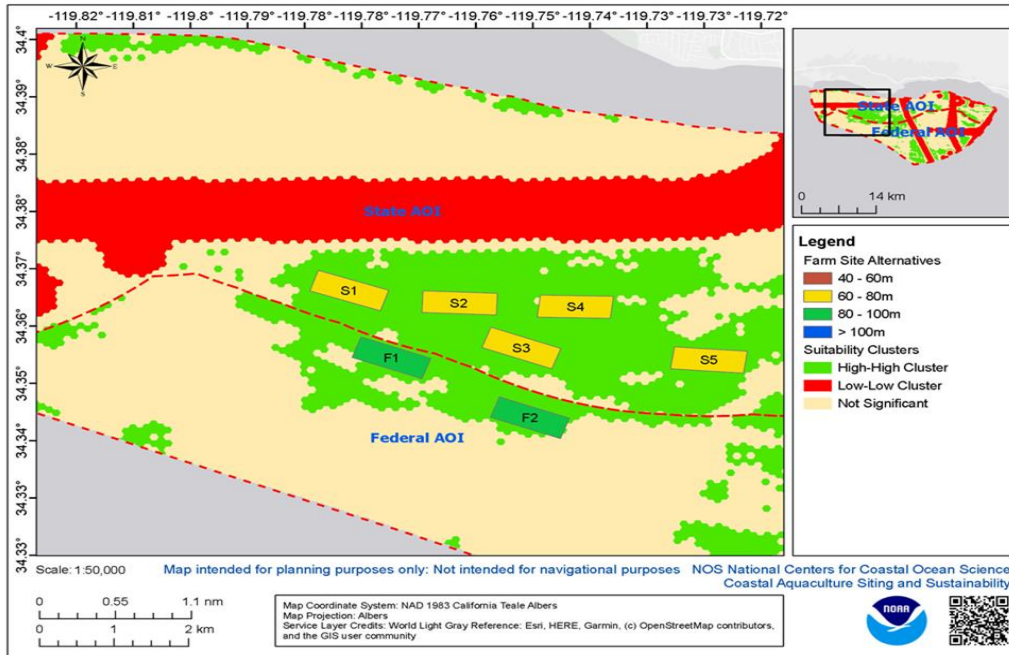 -119.82° -119.81° -119.8° -119.79° -119.78° -119.77° -119.76° -119.745° -119.73° -119.73° -119.72°
34.4°
34.39°
34.38°
34.38°
34.37°
34.36°
34.35°
34.34°
34.33°
34.33°
N
W E
S
State AOI
S1
S2
S4
S3
S5
F1
F2
Federal AOI
State AOI
Federal AOI
0 14 km
Legend
Farm Site Alternatives
40 - 60m
60 - 80m
80 - 100m
> 100m
Suitability Clusters
High-High Cluster
Low-Low Cluster
Not Significant
Scale: 1:50,000
Map intended for planning purposes only: Not intended for navigational purposes
NOS National Centers for Coastal Ocean Science
Coastal Aquaculture Siting and Sustainability
0 0.55 1.1 nm
0 1 2 km
Map Coordinate System: NAD 1983 California Teale Albers
Map Projection: Albers
Service Layer Credits: World Light Gray Reference: Esri, HERE, Garmin, (c) OpenStreetMap contributors,
and the GIS user community
NOAA